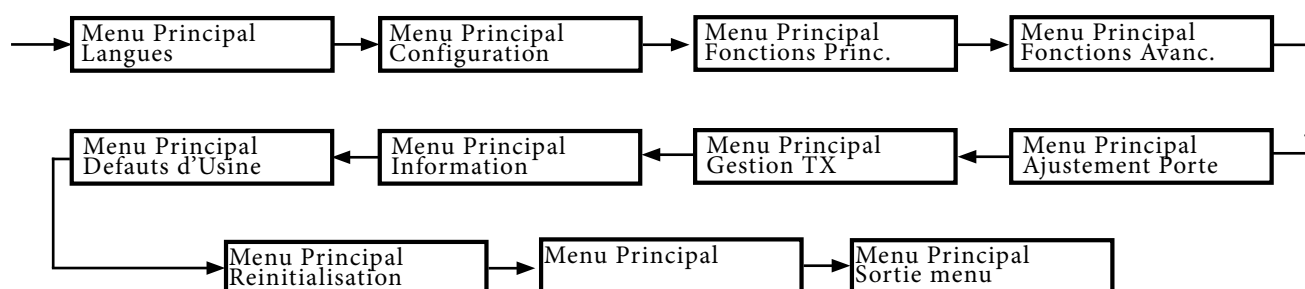 Menu Principal
Langues
Menu Principal
Configuration
Menu Principal
Fonctions Princ.
Menu Principal
Fonctions Avanc.
Menu Principal
Defauts d'Usine
Menu Principal
Information
Menu Principal
Gestion TX
Menu Principal
Ajustement Porte
Menu Principal
Reinitialisation
Menu Principal
Menu Principal
Sortie menu